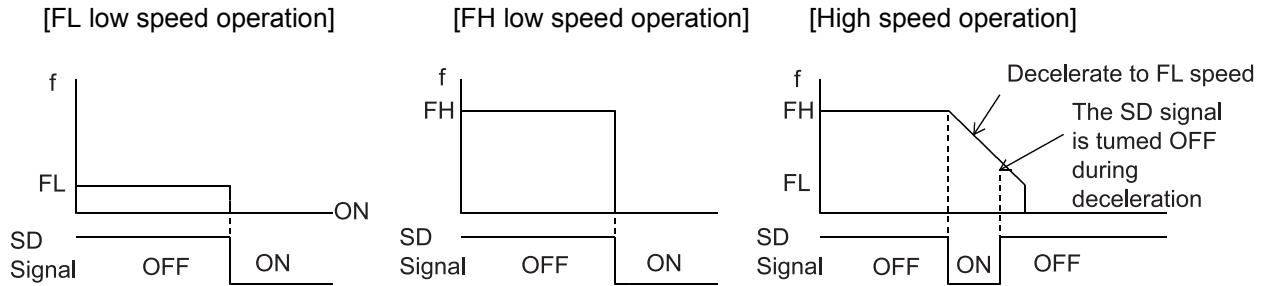 [FL low speed operation]
f
FL
ON
SD
Signal
OFF
ON
[FH low speed operation]
f
FH
SD
Signal
OFF
ON
[High speed operation]
f
FH
FL
Decelerate to FL speed
The SD signal
is tumed OFF
during
deceleration
SD
Signal
OFF
ON
OFF